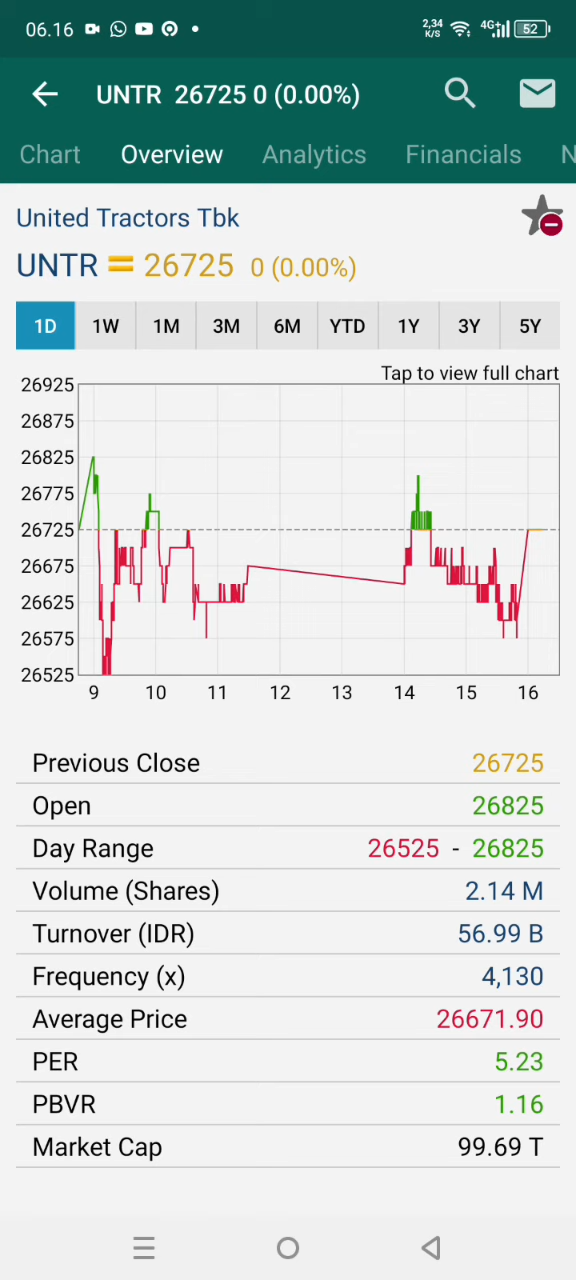 06.16 2,34 K/S 4G+ 52
UNTR 26725 0 (0.00%)
Chart Overview Analytics Financials N
United Tractors Tbk
UNTR = 26725 0 (0.00%)
1D 1W 1M 3M 6M YTD 1Y 3Y 5Y
Tap to view full chart
26925
26875
26825
26775
26725
26675
26625
26575
26525
9 10 11 12 13 14 15 16
Previous Close 26725
Open 26825
Day Range 26525 - 26825
Volume (Shares) 2.14 M
Turnover (IDR) 56.99 B
Frequency (x) 4,130
Average Price 26671.90
PER 5.23
PBVR 1.16
Market Cap 99.69 T